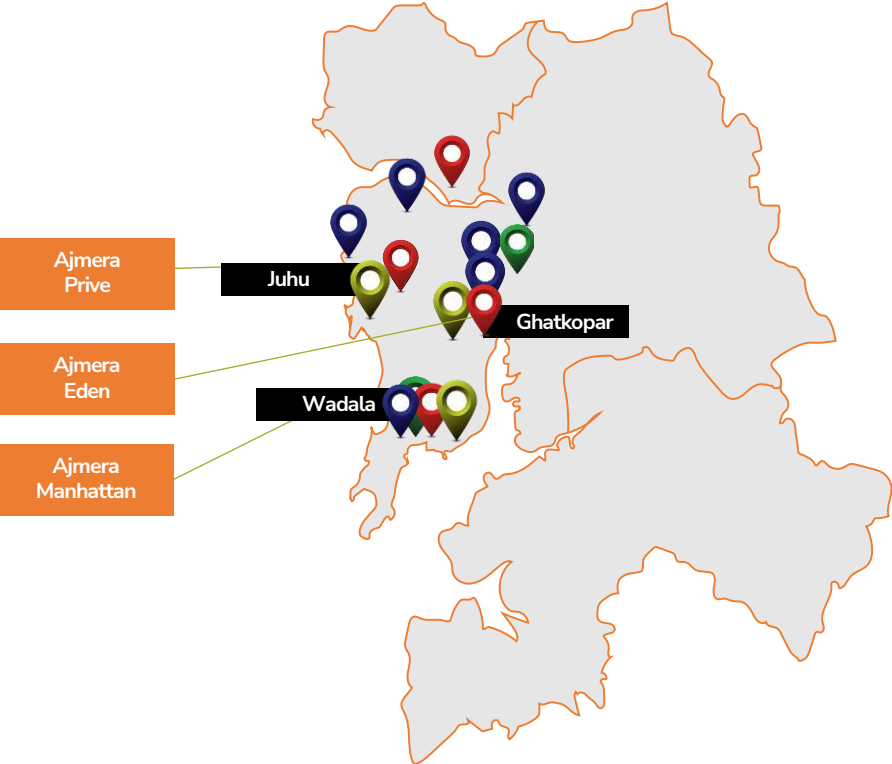 Ajmera
Prive
Juhu
Ghatkopar
Ajmera
Eden
Wadala
Ajmera
Manhattan